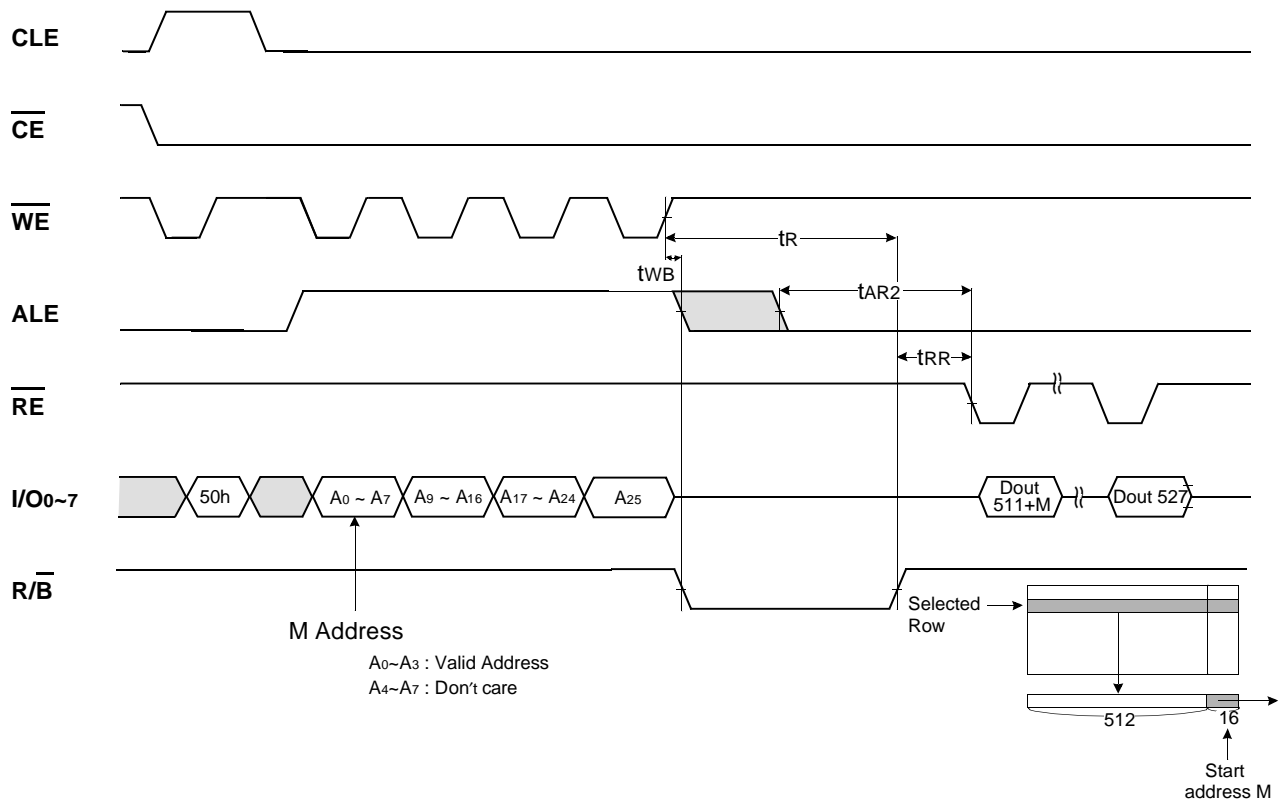 CLE
CE
WE
tR
tWB
ALE
tAR2
tRR
RE
I/O0~7
50h
A0 ~ A7
A9 ~ A16
A17 ~ A24
A25
Dout
511+M
Dout 527
R/B
Selected
Row
M Address
A0~A3 : Valid Address
A4~A7 : Don't care
512
16
Start
address M